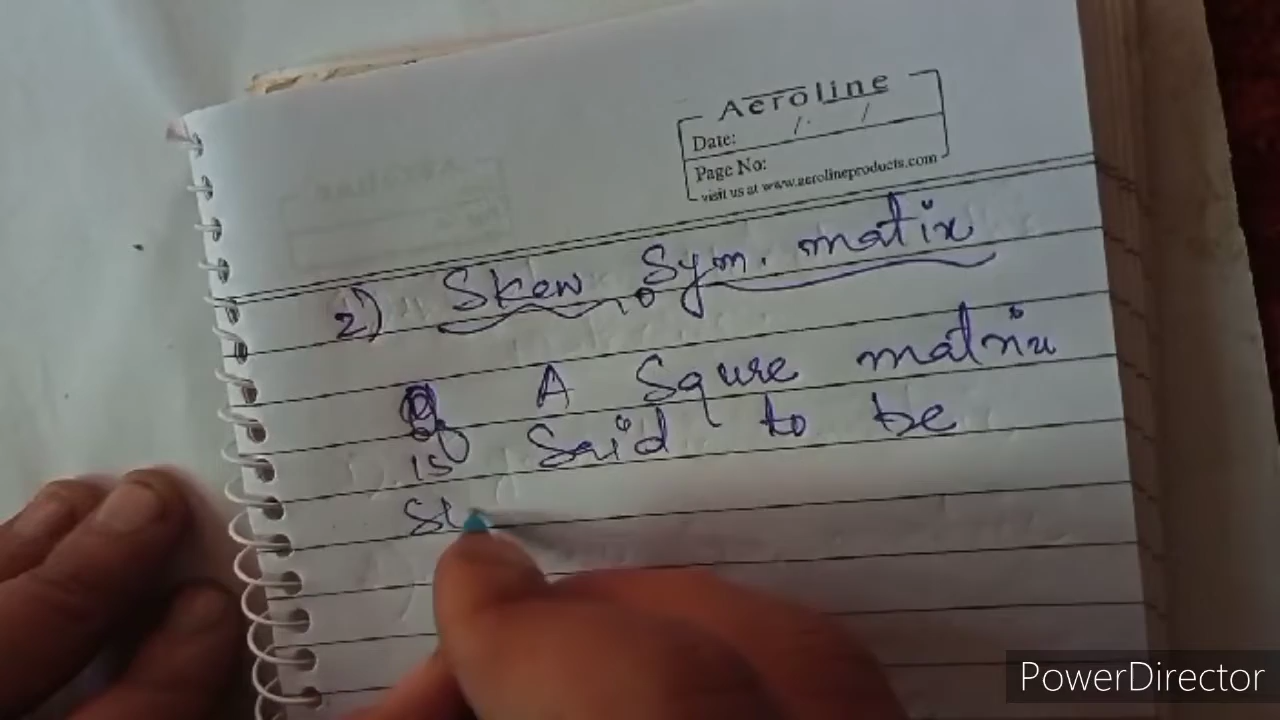 Aeroline
Date: / /
Page No:
visit us at www.aerolineproducts.com
2) Skew Sym. matix
A Squre matrix
is Said to be
Sk
PowerDirector